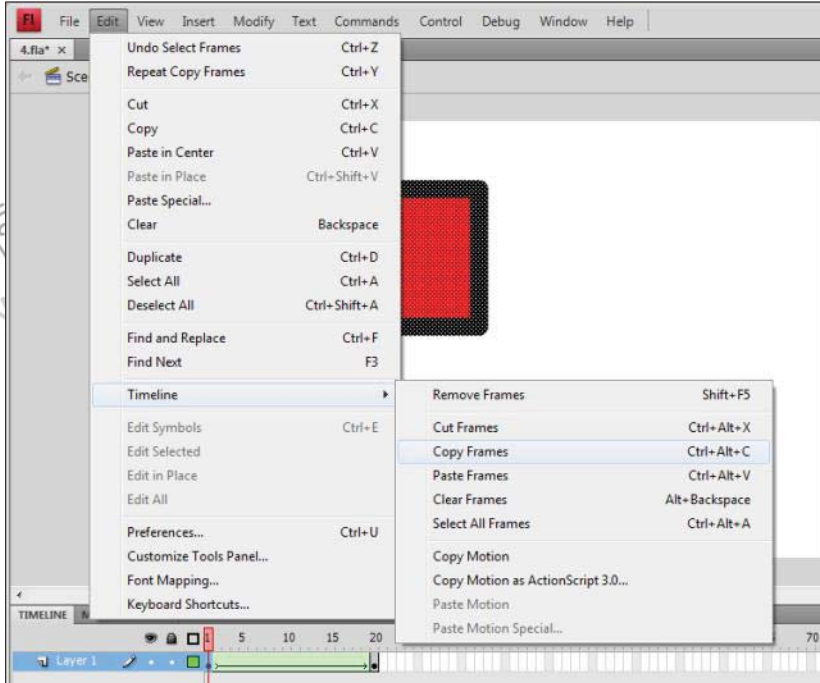 Fl File Edit View Insert Modify Text Commands Control Debug Window Help
4.fla* ×
Sce
Undo Select Frames Ctrl+Z
Repeat Copy Frames Ctrl+Y
Cut Ctrl+X
Copy Ctrl+C
Paste in Center Ctrl+V
Paste in Place Ctrl+Shift+V
Paste Special...
Clear Backspace
Duplicate Ctrl+D
Select All Ctrl+A
Deselect All Ctrl+Shift+A
Find and Replace Ctrl+F
Find Next F3
Timeline
Edit Symbols Ctrl+E
Edit Selected
Edit in Place
Edit All
Preferences... Ctrl+U
Customize Tools Panel...
Font Mapping...
Keyboard Shortcuts...
Remove Frames Shift+F5
Cut Frames Ctrl+Alt+X
Copy Frames Ctrl+Alt+C
Paste Frames Ctrl+Alt+V
Clear Frames Alt+Backspace
Select All Frames Ctrl+Alt+A
Copy Motion
Copy Motion as ActionScript 3.0...
Paste Motion
Paste Motion Special...
TIMELINE
1 5 10 15 20 70
Layer 1